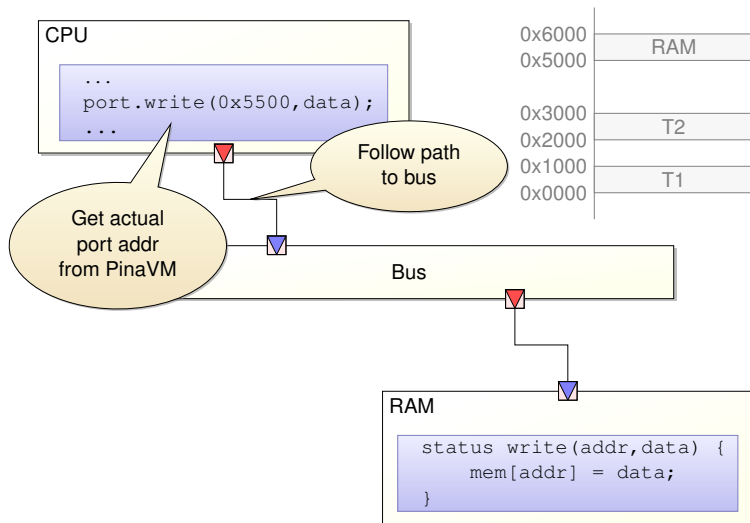 CPU
...
port.write(0x5500,data);
...
Follow path
to bus
Get actual
port addr
from PinaVM
0x6000
RAM
0x5000
0x3000
T2
0x2000
0x1000
T1
0x0000
Bus
RAM
status write(addr,data) {
mem[addr] = data;
}